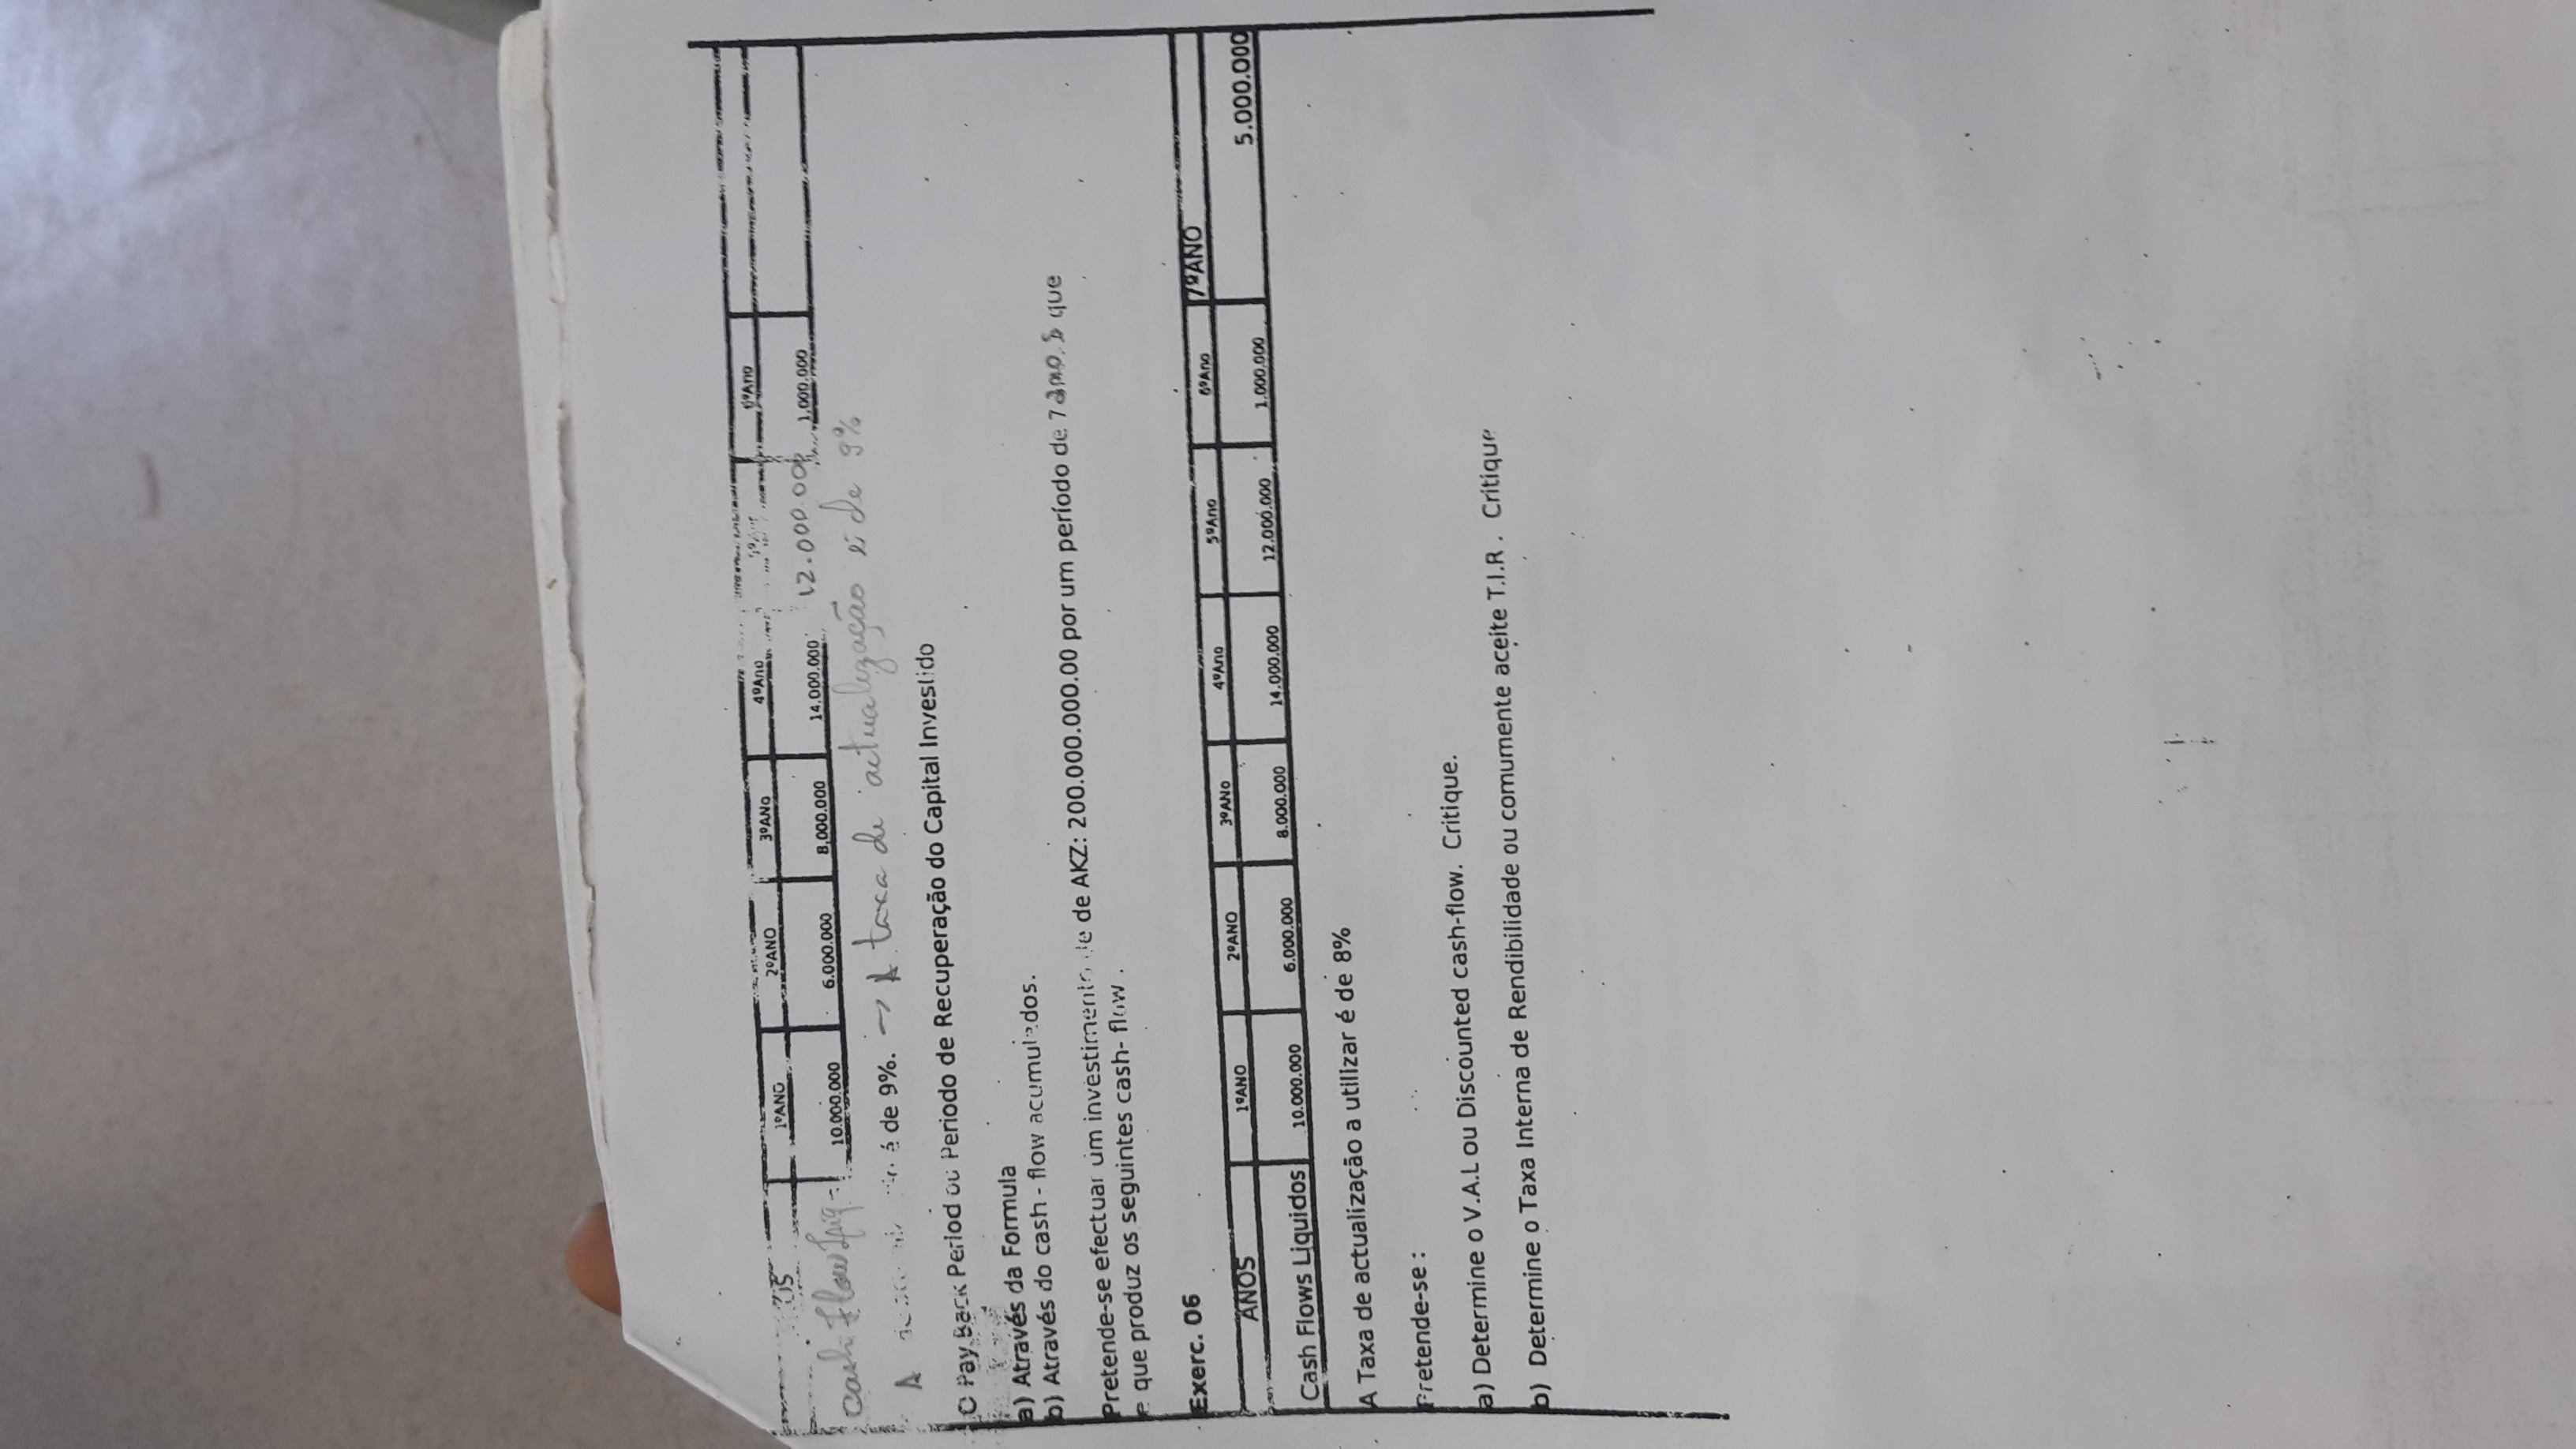 OS 1ºANO 2ºANO 3ºANo 4ºAno 5ºAno 6ºAno
Cash Flow Liq 10.000.000 6.000.000 8,000.000 14.000.000 12.000.000 1,000.000
A é de 9%. → A taxa de actualização é de 9%
O Pay Back Period ou Periodo de Recuperação do Capital Investido
a) Através da Formula
b) Através do cash - flow acumulados.
Pretende-se efectuar um investimento de de AKZ: 200.000.000.00 por um período de 7 anos que
e que produz os seguintes cash- flow .
Exerc. 06
ANOS 1ºANO 2ºANO 3ºANo 4ºAno 5ºAno 6ºAno 7ºANO
Cash Flows Liquidos 10.000.000 6.000.000 8.000.000 14.000.000 12.000.000 1.000.000 5.000.000
A Taxa de actualização a utilizar é de 8%
Pretende-se :
a) Determine o V.A.L ou Discounted cash-flow. Critique.
b) Determine o Taxa Interna de Rendibilidade ou comumente aceite T.I.R . Critique